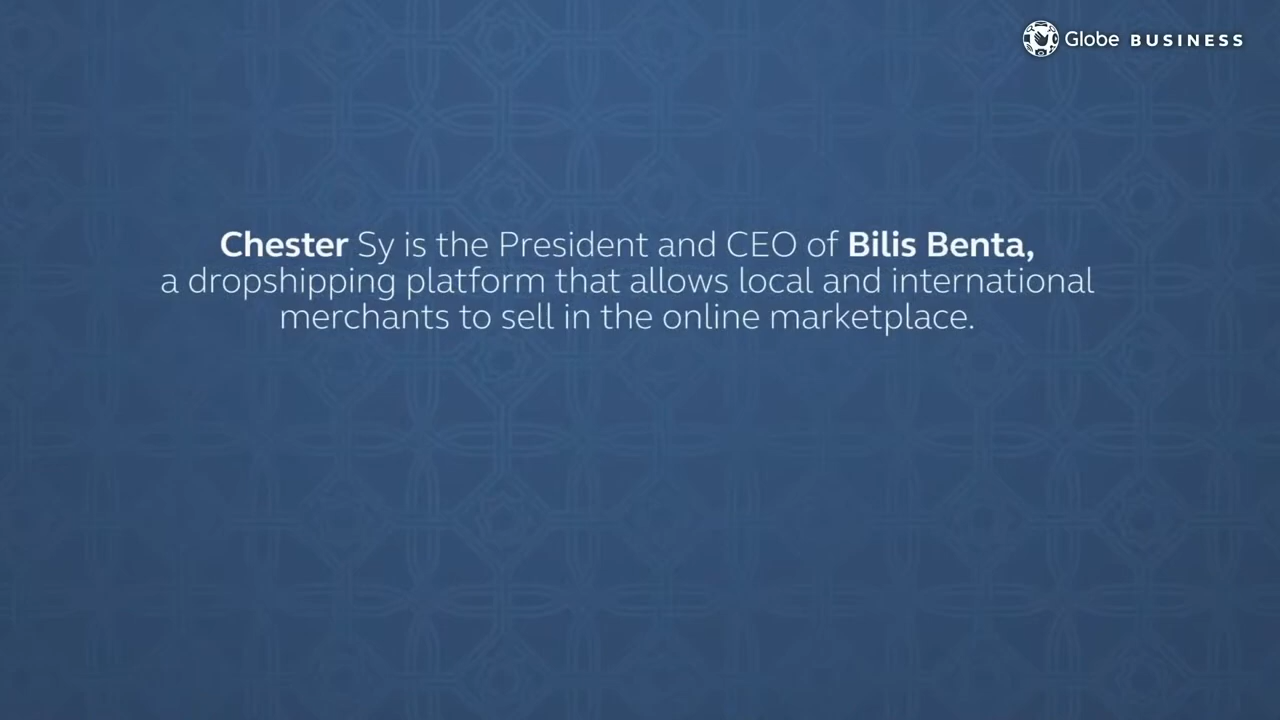 Globe BUSINESS
Chester Sy is the President and CEO of Bilis Benta,
a dropshipping platform that allows local and international
merchants to sell in the online marketplace.